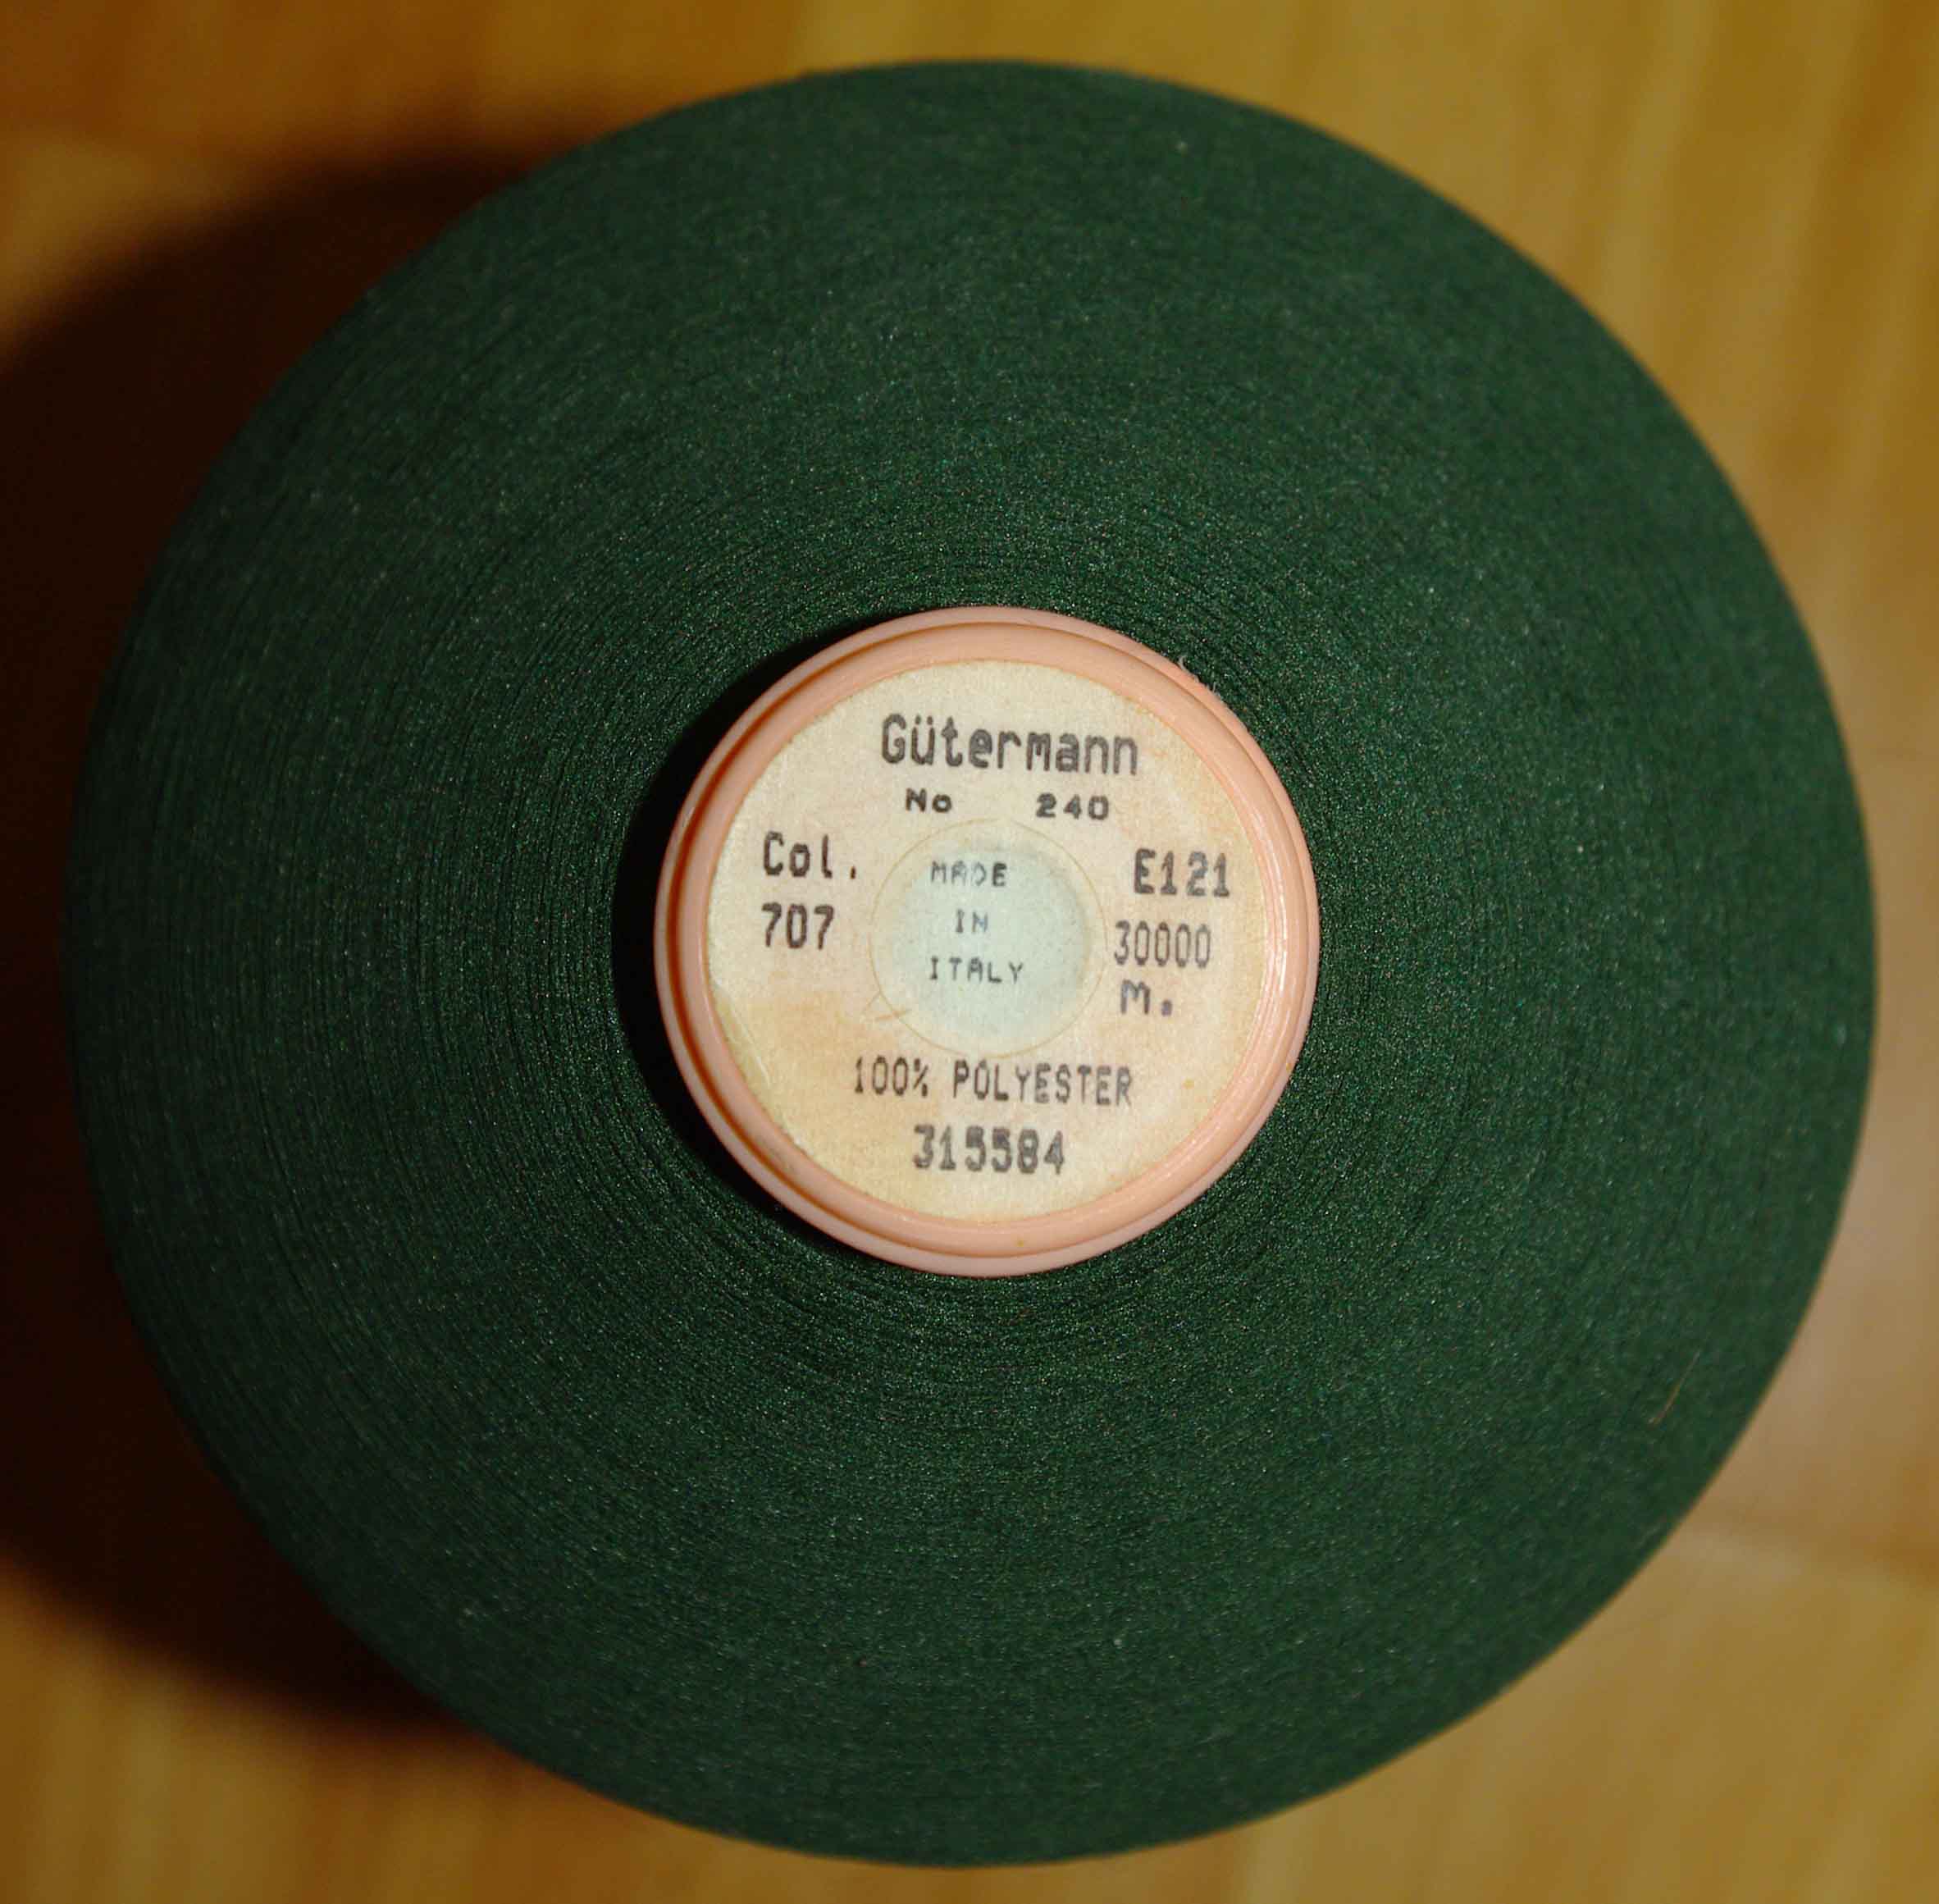 Gütermann
No 240
Col. E121
707 30000
M.
MADE
IN
ITALY
100% POLYESTER
315584